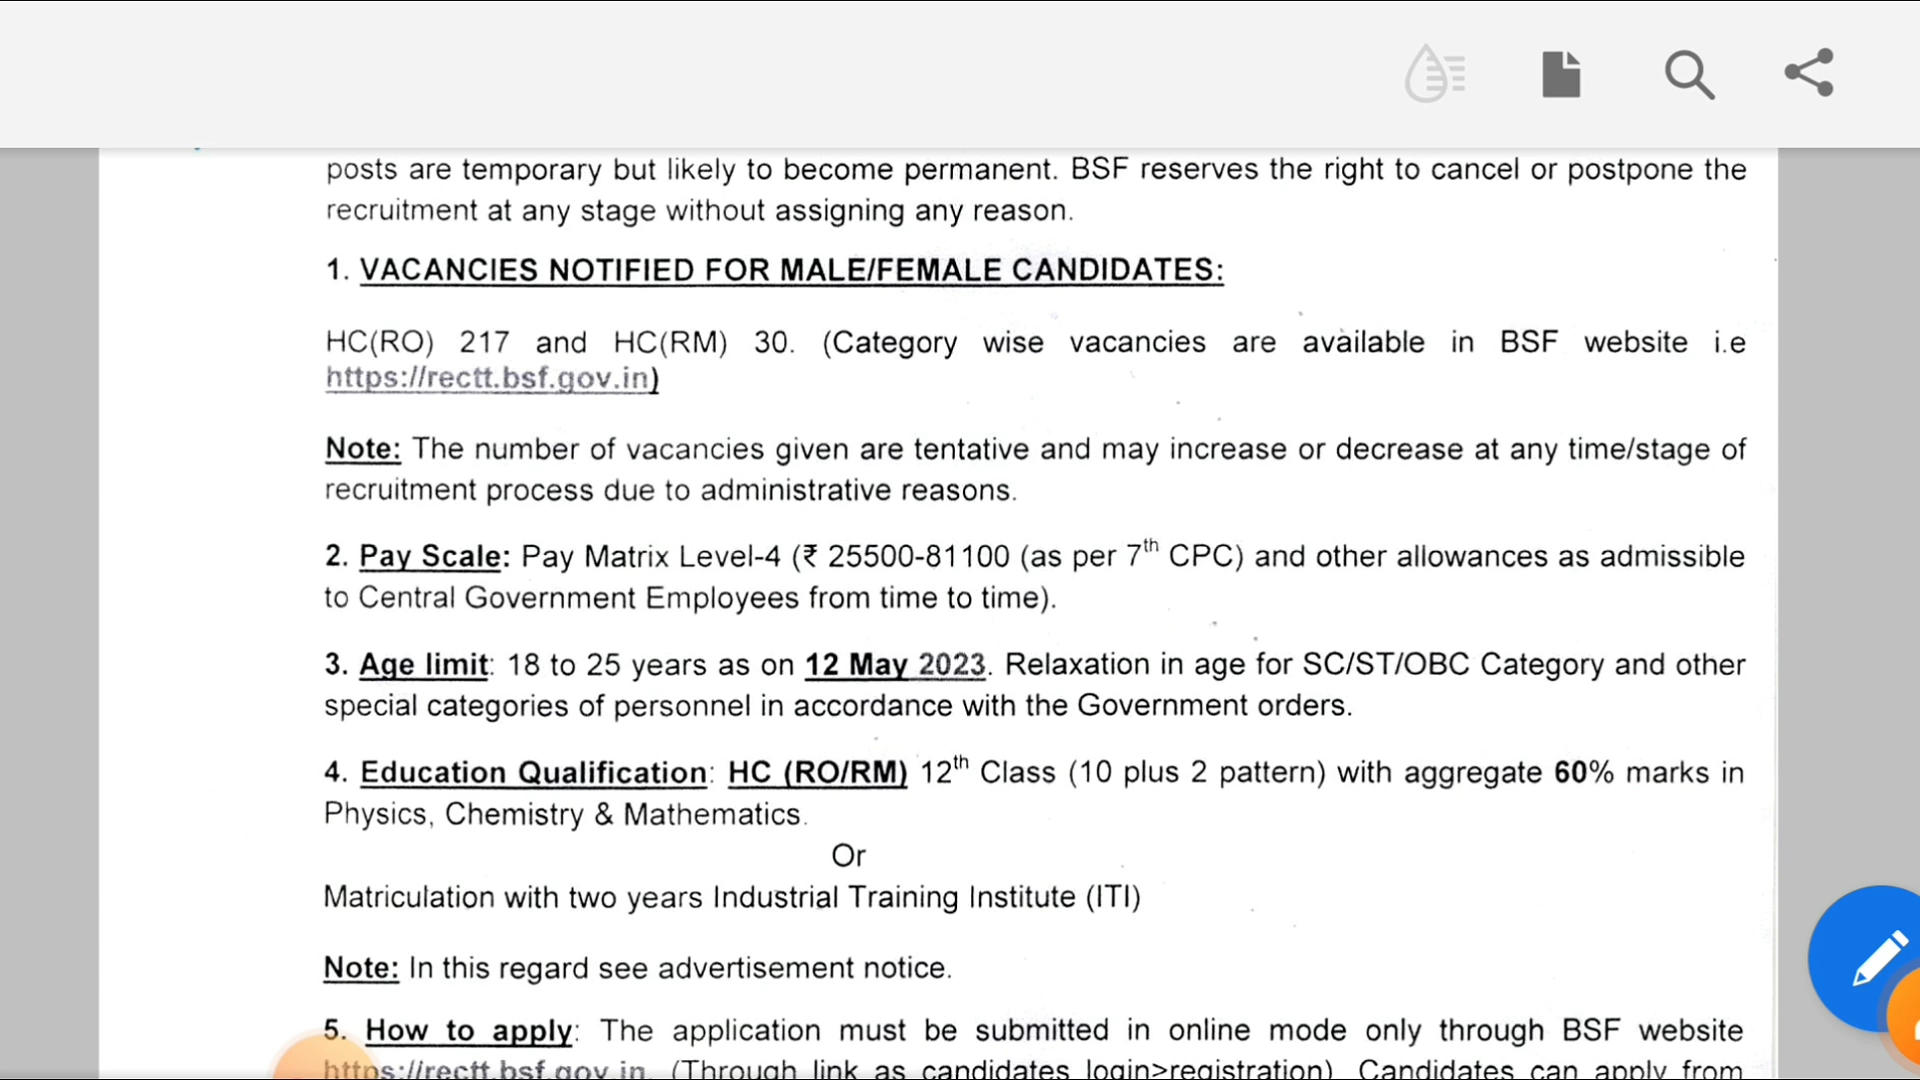 posts are temporary but likely to become permanent. BSF reserves the right to cancel or postpone the
recruitment at any stage without assigning any reason.
1. VACANCIES NOTIFIED FOR MALE/FEMALE CANDIDATES:
HC(RO) 217 and HC(RM) 30. (Category wise vacancies are available in BSF website i.e
https://rectt.bsf.gov.in)
Note: The number of vacancies given are tentative and may increase or decrease at any time/stage of
recruitment process due to administrative reasons.
2. Pay Scale: Pay Matrix Level-4 (₹ 25500-81100 (as per 7th CPC) and other allowances as admissible
to Central Government Employees from time to time).
3. Age limit: 18 to 25 years as on 12 May 2023. Relaxation in age for SC/ST/OBC Category and other
special categories of personnel in accordance with the Government orders.
4. Education Qualification: HC (RO/RM) 12th Class (10 plus 2 pattern) with aggregate 60% marks in
Physics, Chemistry & Mathematics.
Or
Matriculation with two years Industrial Training Institute (ITI)
Note: In this regard see advertisement notice.
5. How to apply: The application must be submitted in online mode only through BSF website
https://rectt.bsf.gov.in. (Through link as candidates login>registration) Candidates can apply from